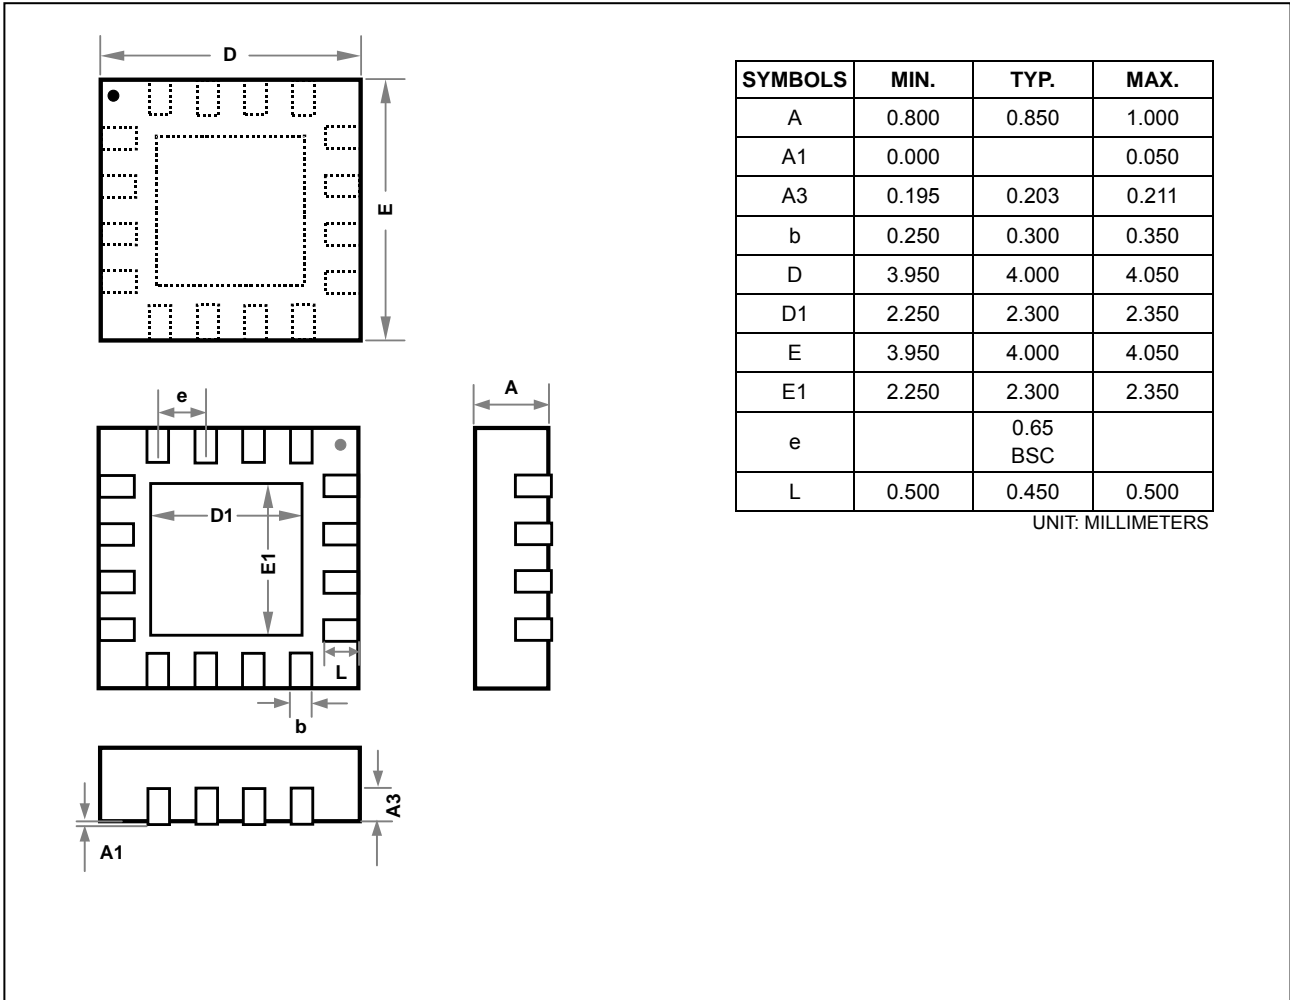 D
E
SYMBOLS MIN. TYP. MAX.
A 0.800 0.850 1.000
A1 0.000 0.050
A3 0.195 0.203 0.211
b 0.250 0.300 0.350
D 3.950 4.000 4.050
D1 2.250 2.300 2.350
E 3.950 4.000 4.050
E1 2.250 2.300 2.350
e 0.65
BSC
L 0.500 0.450 0.500
UNIT: MILLIMETERS
e
A
D1
E1
L
b
A3
A1